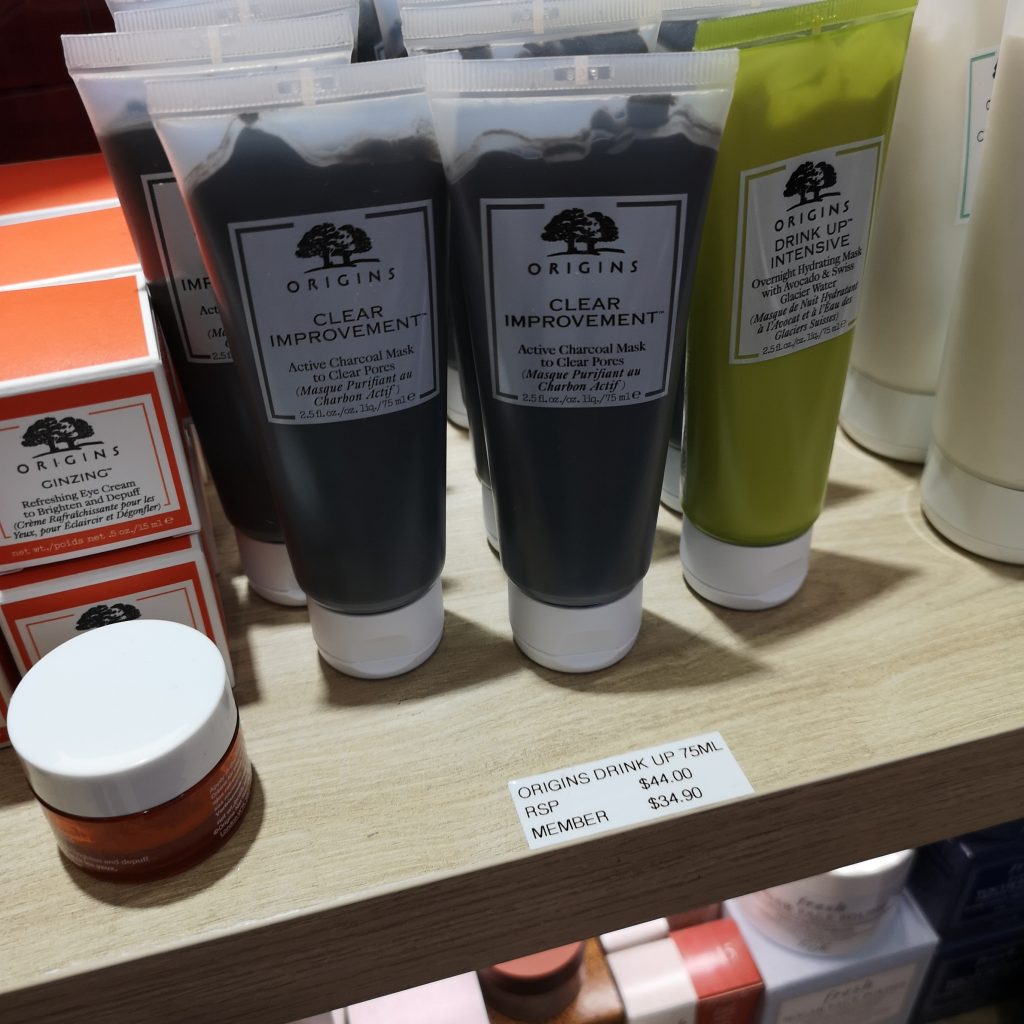 ORIGINS
CLEAR
IMPROVEMENT™
Active Charcoal Mask
to Clear Pores
(Masque Purifiant au
Charbon Actif)
2.5 fl.oz./oz. liq./75 ml e
ORIGINS
CLEAR
IMPROVEMENT™
Active Charcoal Mask
to Clear Pores
(Masque Purifiant au
Charbon Actif)
2.5 fl.oz./oz. liq./75 ml e
ORIGINS
DRINK UP™
INTENSIVE
Overnight Hydrating Mask
with Avocado & Swiss
Glacier Water
(Masque de Nuit Hydratant
à l'Avocat et à l'Eau des
Glaciers Suisses)
2.5 fl.oz./oz. liq./75 ml e
ORIGINS
GINZING™
Refreshing Eye Cream
to Brighten and Depuff
(Crème Rafraîchissante pour les
Yeux, pour Eclaircir et Dégonfler)
net wt./poids net .5 oz./15 ml e
ORIGINS DRINK UP 75ML
RSP $44.00
MEMBER $34.90
fresh
fresh